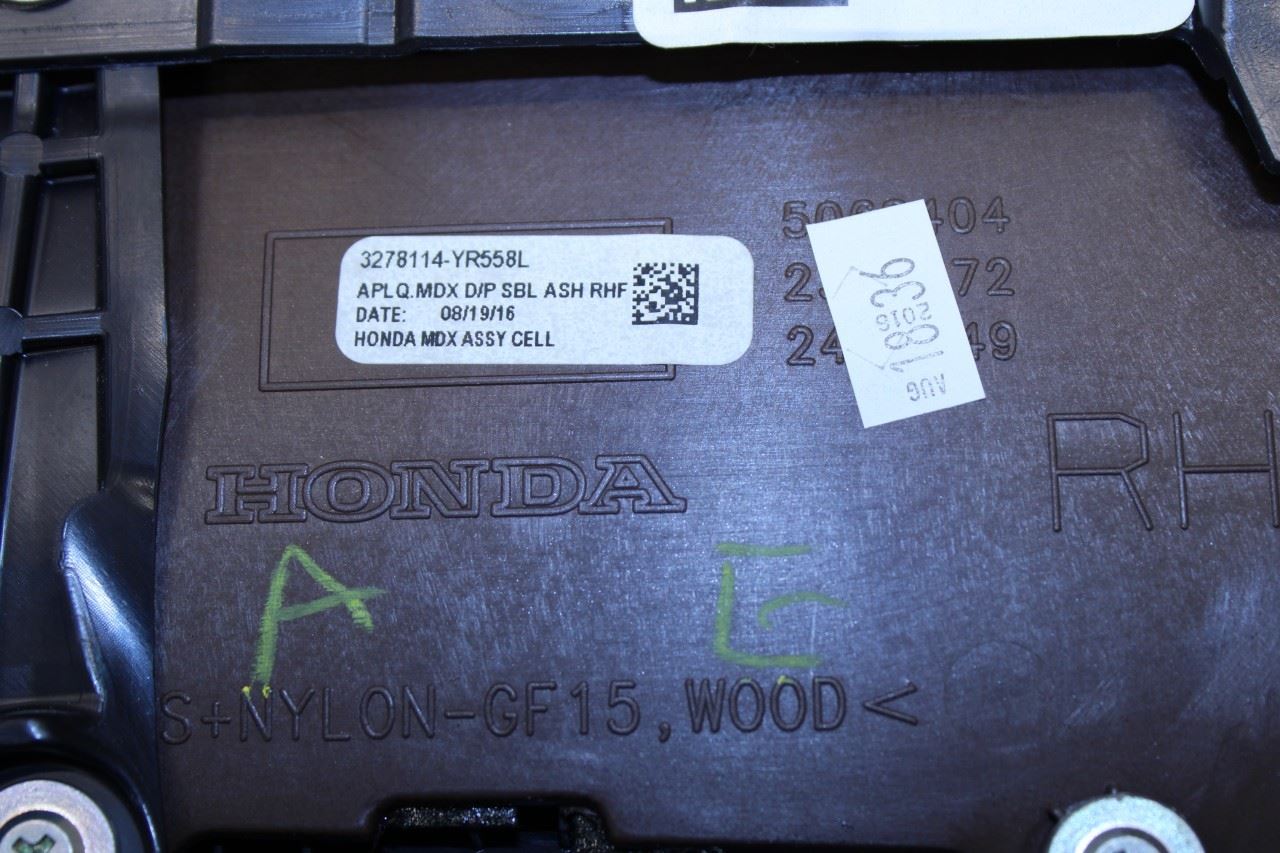 3278114-YR558L
APLQ.MDX D/P SBL ASH RHF
DATE: 08/19/16
HONDA MDX ASSY CELL
AUG
1836
2016
HONDA
RH
A E
S+NYLON-GF15,WOOD<